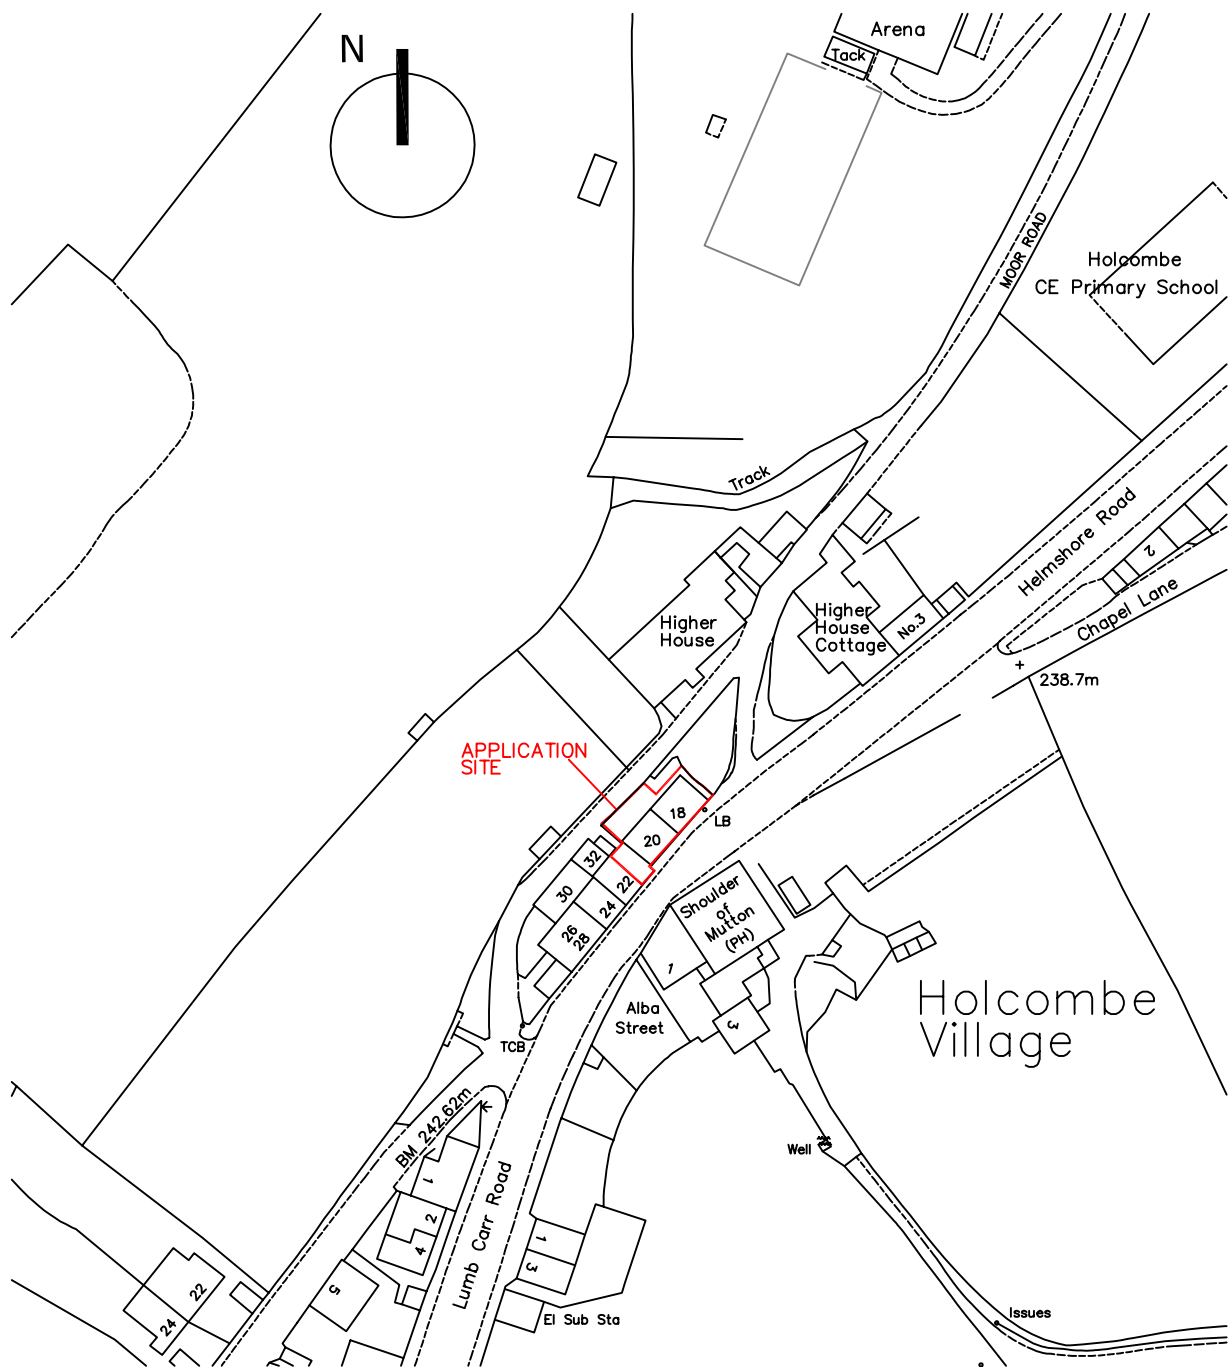 N
Arena
Tack
MOOR ROAD
Holcombe
CE Primary School
Track
Helmshore Road
2
Chapel Lane
Higher
House
Higher
House
Cottage
No.3
238.7m
APPLICATION
SITE
18
LB
20
32
22
30
24
26
28
Shoulder
of
Mutton
(PH)
1
Alba
Street
3
Holcombe
Village
TCB
BM 242.62m
Well
1
2
4
Lumb Carr Road
1
3
5
22
24
El Sub Sta
Issues